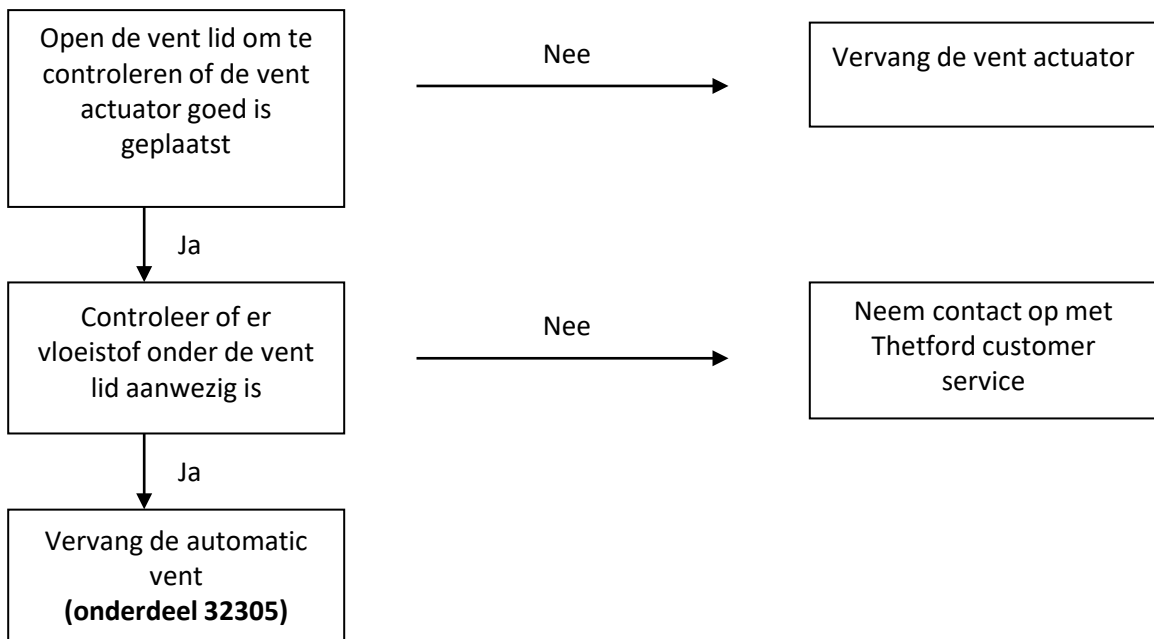 Open de vent lid om te
controleren of de vent
actuator goed is
geplaatst
Nee
Vervang de vent actuator
Ja
Controleer of er
vloeistof onder de vent
lid aanwezig is
Nee
Neem contact op met
Thetford customer
service
Ja
Vervang de automatic
vent
(onderdeel 32305)